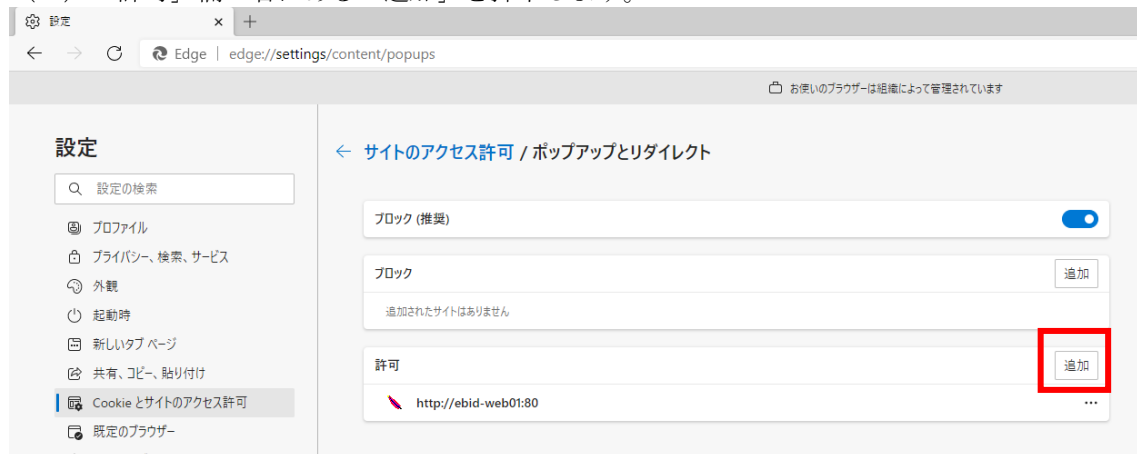 設定
Edge | edge://settings/content/popups
お使いのブラウザーは組織によって管理されています
設定
設定の検索
プロファイル
プライバシー、検索、サービス
外観
起動時
新しいタブ ページ
共有、コピー、貼り付け
Cookie とサイトのアクセス許可
既定のブラウザー
サイトのアクセス許可 / ポップアップとリダイレクト
ブロック (推奨)
ブロック
追加
追加されたサイトはありません
許可
追加
http://ebid-web01:80